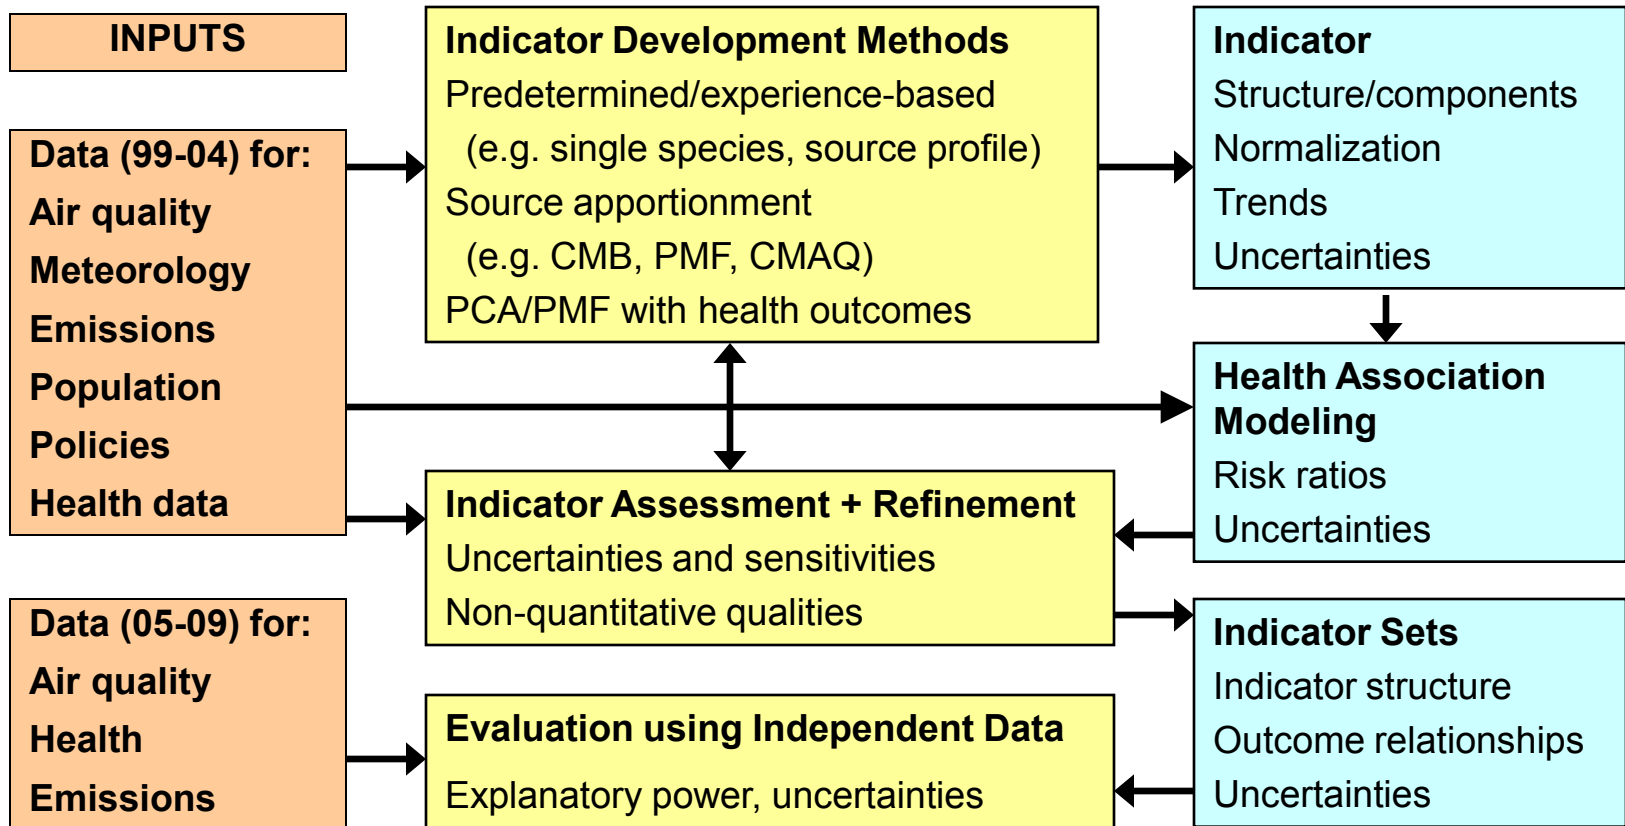 INPUTS
Data (99-04) for:
Air quality
Meteorology
Emissions
Population
Policies
Health data
Data (05-09) for:
Air quality
Health
Emissions
Indicator Development Methods
Predetermined/experience-based
(e.g. single species, source profile)
Source apportionment
(e.g. CMB, PMF, CMAQ)
PCA/PMF with health outcomes
Indicator Assessment + Refinement
Uncertainties and sensitivities
Non-quantitative qualities
Evaluation using Independent Data
Explanatory power, uncertainties
Indicator
Structure/components
Normalization
Trends
Uncertainties
Health Association
Modeling
Risk ratios
Uncertainties
Indicator Sets
Indicator structure
Outcome relationships
Uncertainties